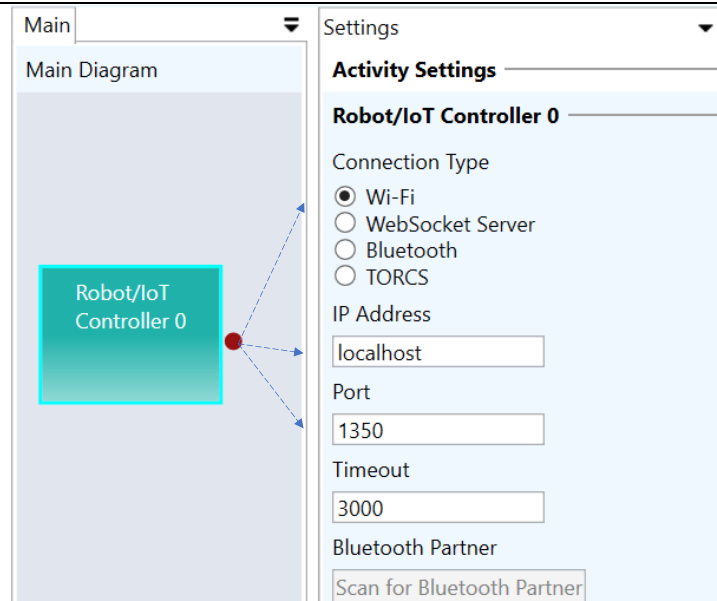 Main
Main Diagram
Robot/IoT
Controller 0
Settings
Activity Settings
Robot/IoT Controller 0
Connection Type
Wi-Fi
WebSocket Server
Bluetooth
TORCS
IP Address
localhost
Port
1350
Timeout
3000
Bluetooth Partner
Scan for Bluetooth Partner